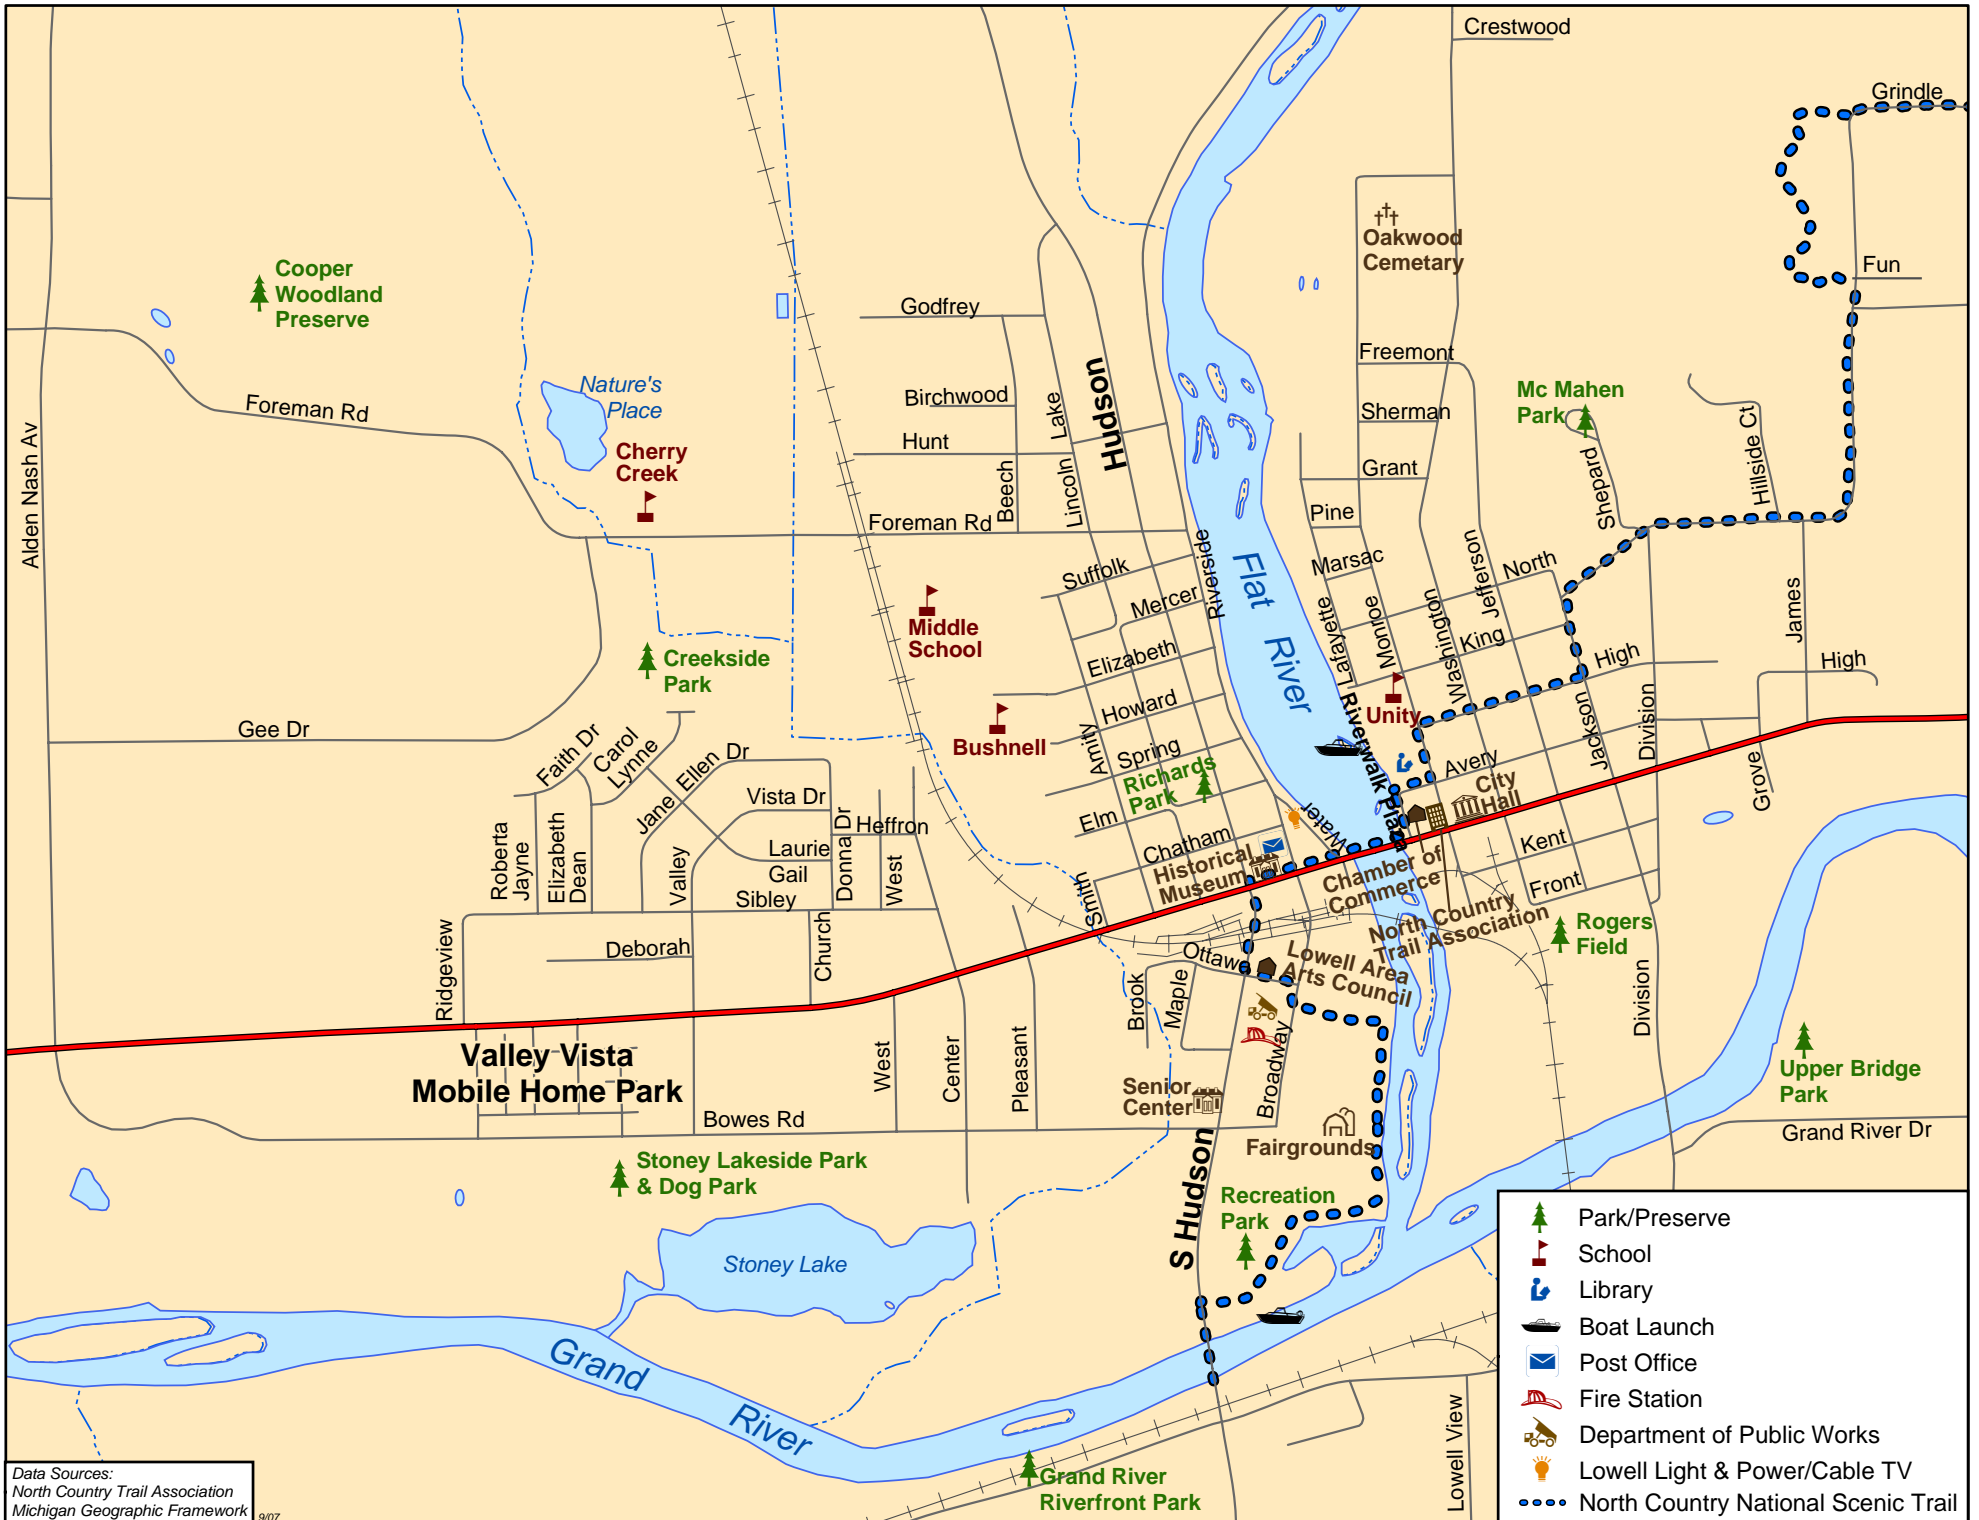 Crestwood
Grindle
Oakwood
Cemetary
Fun
Cooper
Woodland
Preserve
Godfrey
Hudson
Freemont
Nature's
Place
Mc Mahen
Park
Foreman Rd
Birchwood
Lake
Sherman
Hillside Ct
Alden Nash Av
Hunt
Cherry
Creek
Beech
Lincoln
Grant
Shepard
Foreman Rd
Pine
Riverside
Flat River
Marsac
Jefferson
North
Suffolk
Mercer
Middle
School
Lafayette
Monroe
Washington
King
James
Creekside
Park
Elizabeth
High
High
Howard
Unity
Jackson
Division
Gee Dr
Bushnell
Amity
Spring
Riverwalk Plaza
Avery
Faith Dr
Carol
Lynne
Jane Ellen Dr
Richards
Park
City
Hall
Grove
Vista Dr
Donna Dr
Heffron
Elm
Water
Kent
Roberta
Jayne
Elizabeth
Dean
Valley
Laurie
Gail
Sibley
West
Chatham
Historical
Museum
Chamber of
Commerce
Front
Smith
North Country
Trail Association
Rogers
Field
Ridgeview
Deborah
Church
Ottawa
Lowell Area
Arts Council
Brook
Maple
Division
Valley Vista
Mobile Home Park
West
Center
Pleasant
Broadway
Upper Bridge
Park
Senior
Center
Bowes Rd
Grand River Dr
Fairgrounds
Stoney Lakeside Park
& Dog Park
S Hudson
Recreation
Park
Stoney Lake
Grand River
Lowell View
Grand River
Riverfront Park
Park/Preserve
School
Library
Boat Launch
Post Office
Fire Station
Department of Public Works
Lowell Light & Power/Cable TV
North Country National Scenic Trail
Data Sources:
North Country Trail Association
Michigan Geographic Framework
9/07